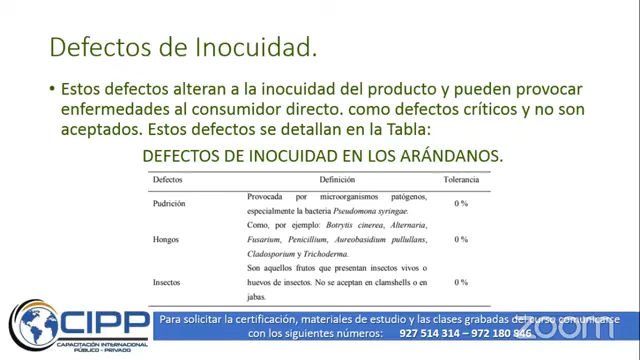 Defectos de Inocuidad.
• Estos defectos alteran a la inocuidad del producto y pueden provocar
enfermedades al consumidor directo. como defectos críticos y no son
aceptados. Estos defectos se detallan en la Tabla:
DEFECTOS DE INOCUIDAD EN LOS ARÁNDANOS.
Defectos Definición Tolerancia
Provocada por microorganismos patógenos,
Pudrición 0 %
especialmente la bacteria Pseudomona syringae.
Como, por ejemplo: Botrytis cinerea, Alternaria,
Hongos Fusarium, Penicillium, Aureobasidium pullullans, 0 %
Cladosporium y Trichoderma.
Son aquellos frutos que presentan insectos vivos o
Insectos huevos de insectos. No se aceptan en clamshells o en 0 %
jabas.
CIPP
CAPACITACIÓN INTERNACIONAL
PÚBLICO - PRIVADO
Para solicitar la certificación, materiales de estudio y las clases grabadas del curso comunicarse
con los siguientes números: 927 514 314 – 972 180 846
zoom